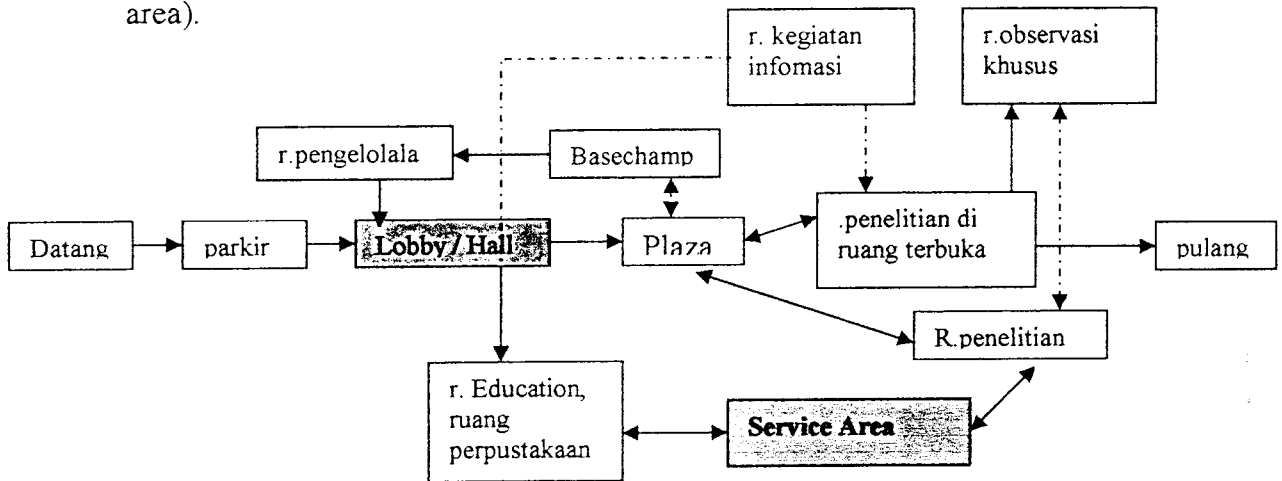 area).
r. kegiatan
infomasi
r.observasi
khusus
r.pengelolala
Basechamp
Datang
parkir
Lobby / Hall
Plaza
.penelitian di
ruang terbuka
pulang
R.penelitian
r. Education,
ruang
perpustakaan
Service Area